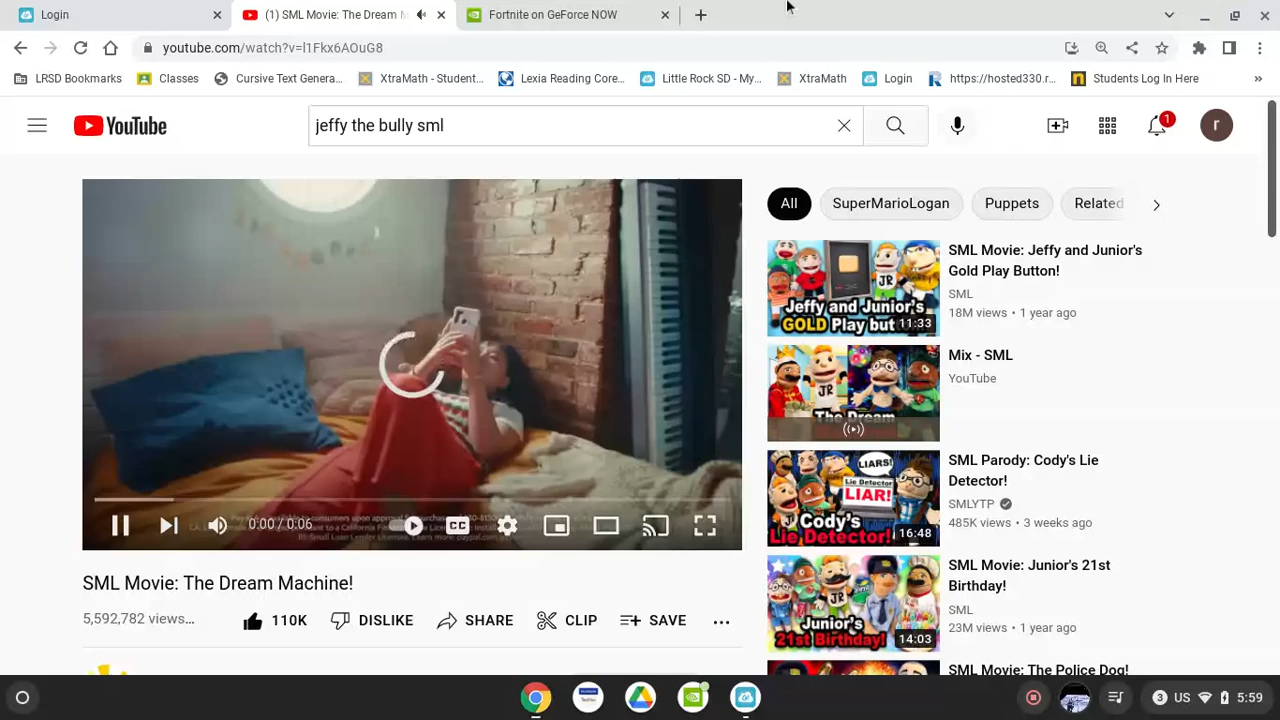 Login
(1) SML Movie: The Dream M
Fortnite on GeForce NOW
youtube.com/watch?v=l1Fkx6AOuG8
LRSD Bookmarks
Classes
Cursive Text Genera...
XtraMath - Student...
Lexia Reading Core...
Little Rock SD - My...
XtraMath
Login
https://hosted330.r...
Students Log In Here
»
YouTube
jeffy the bully sml
1
r
All
SuperMarioLogan
Puppets
Related
Jeffy and Junior's
GOLD Play but
11:33
SML Movie: Jeffy and Junior's
Gold Play Button!
SML
18M views • 1 year ago
JR
The Dream
Mix - SML
YouTube
LIARS!
Lie Detector
LIAR!
Cody's
Lie Detector!
16:48
SML Parody: Cody's Lie
Detector!
SMLYTP
485K views • 3 weeks ago
JR
Junior's
21st Birthday!
14:03
SML Movie: Junior's 21st
Birthday!
SML
23M views • 1 year ago
SML Movie: The Police Dog!
0:00 / 0:06
CC
SML Movie: The Dream Machine!
5,592,782 views...
110K
DISLIKE
SHARE
CLIP
SAVE
3 US
5:59